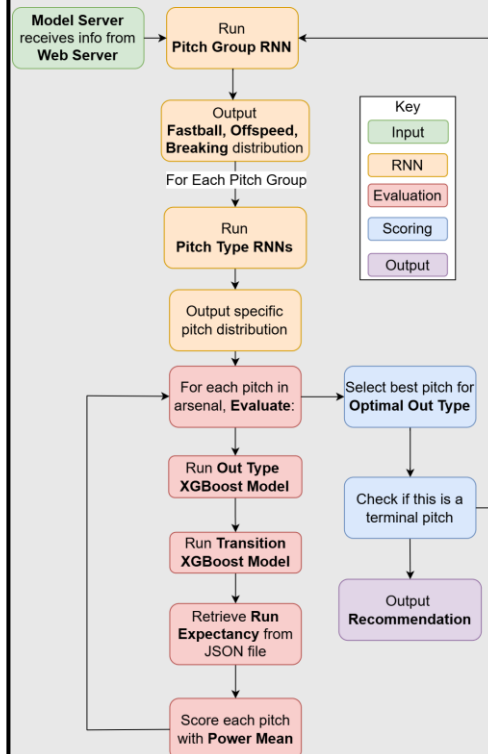 Model Server
receives info from
Web Server
Run
Pitch Group RNN
Output
Fastball, Offspeed,
Breaking distribution
For Each Pitch Group
Run
Pitch Type RNNs
Output specific
pitch distribution
For each pitch in
arsenal, Evaluate:
Run Out Type
XGBoost Model
Run Transition
XGBoost Model
Retrieve Run
Expectancy from
JSON file
Score each pitch
with Power Mean
Key
Input
RNN
Evaluation
Scoring
Output
Select best pitch for
Optimal Out Type
Check if this is a
terminal pitch
Output
Recommendation